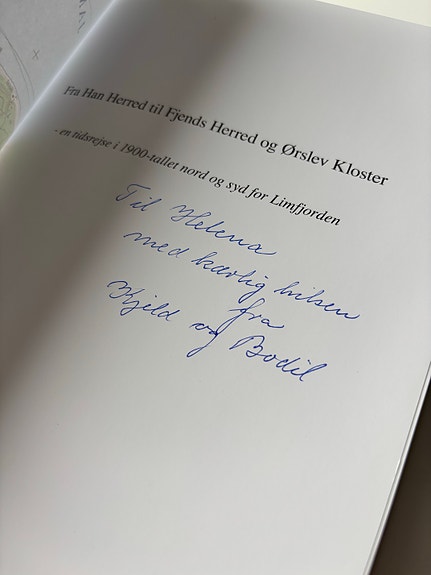 Fra Han Herred til Fjends Herred og Ørslev Kloster
- en tidsrejse i 1900-tallet nord og syd for Limfjorden
Til Helena
med kærlig hilsen
fra
Kjeld og Bodil